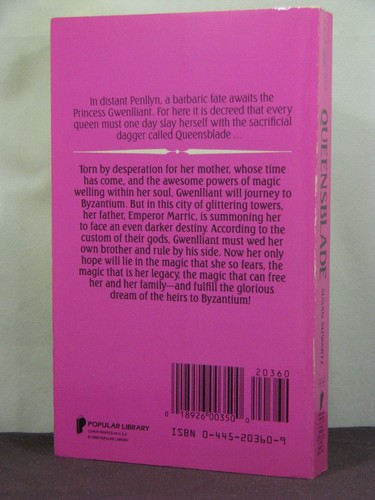 In distant Penllyn, a barbaric fate awaits the
Princess Gwenlliant. For here it is decreed that every
queen must one day slay herself with the sacrificial
dagger called Queensblade...
Torn by desperation for her mother, whose time
has come, and the awesome powers of magic
welling within her soul, Gwenlliant will journey to
Byzantium. But in this city of glittering towers,
her father, Emperor Marric, is summoning her
to face an even darker destiny. According to the
custom of their gods, Gwenlliant must wed her
own brother and rule by his side. Now her only
hope will lie in the magic that she so fears, the
magic that is her legacy, the magic that can free
her and her family—and fulfill the glorious
dream of the heirs to Byzantium!
20360
0 18926 00350
ISBN 0-445-20360-9
POPULAR LIBRARY
QUEENSBLADE
SUSAN SHWARTZ